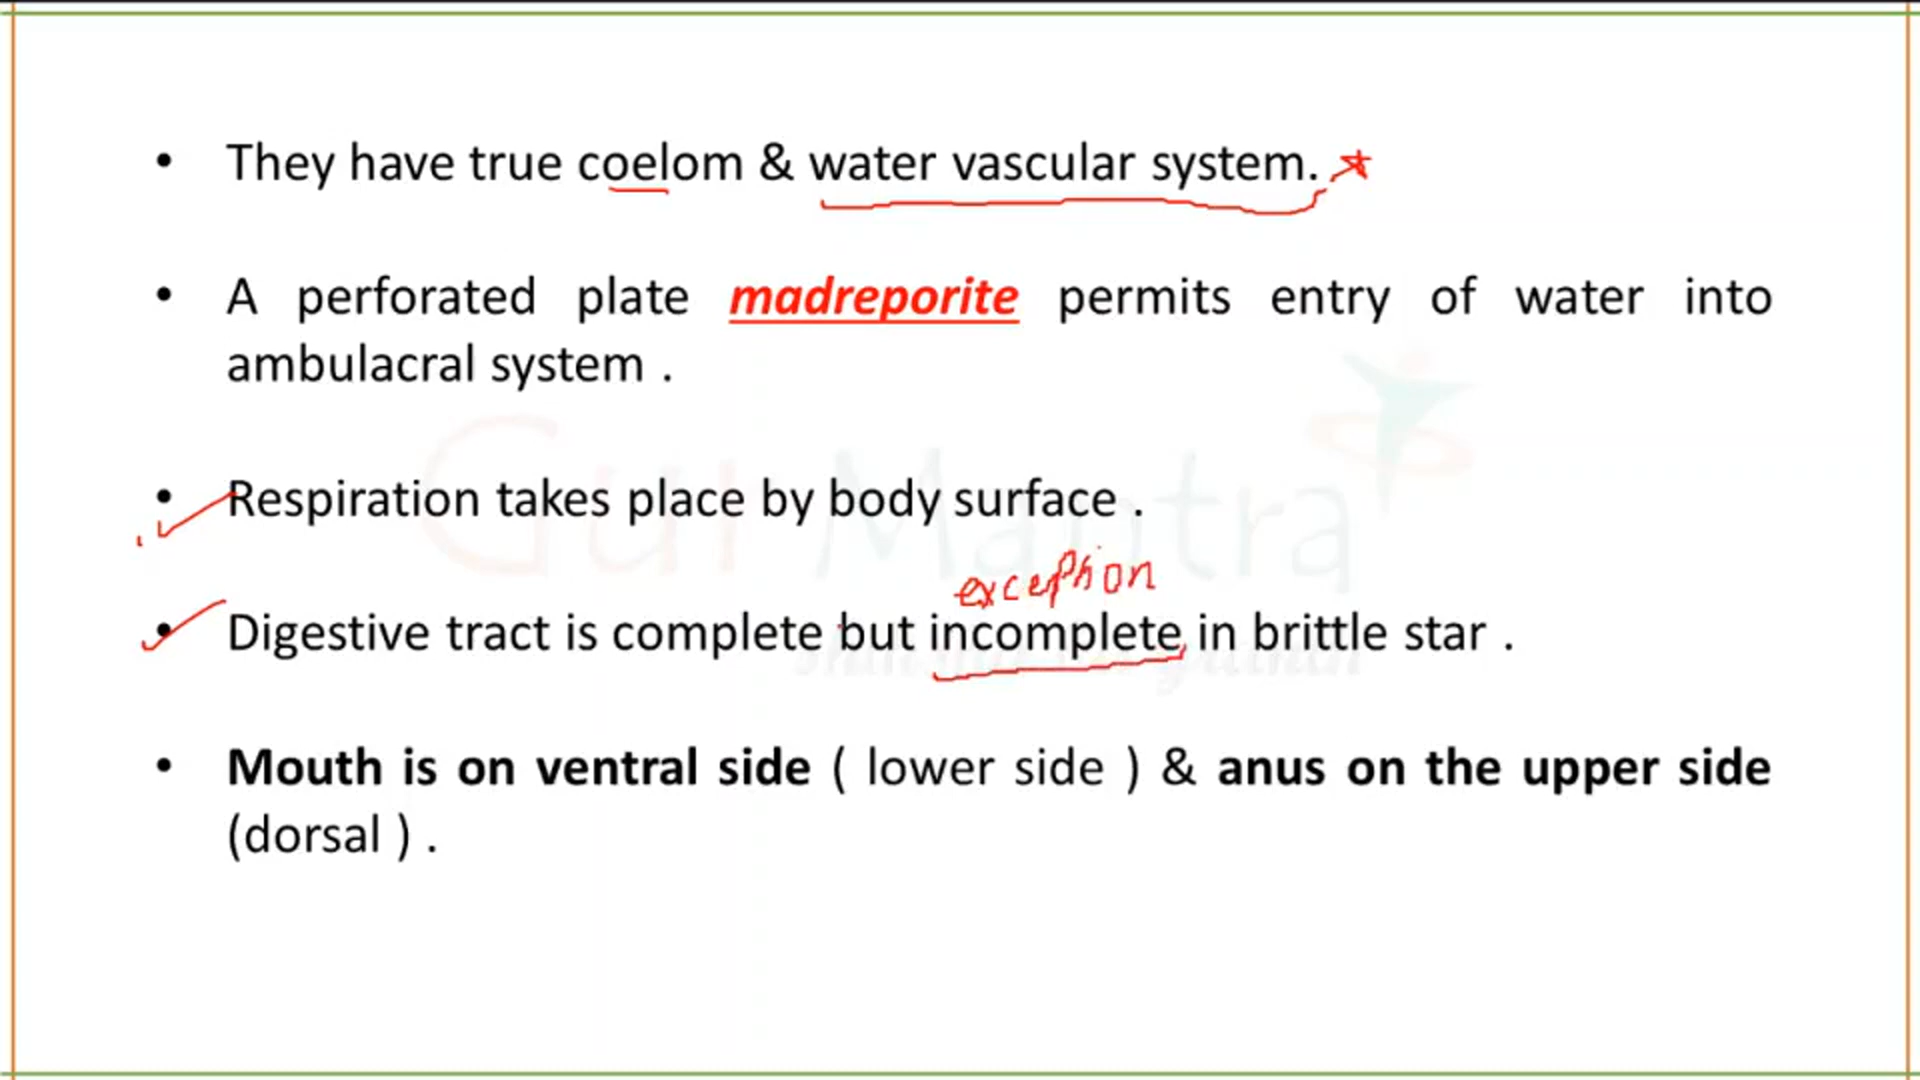 • They have true coelom & water vascular system.
• A perforated plate madreporite permits entry of water into
ambulacral system .
Gur Mantra
• Respiration takes place by body surface .
exception
• Digestive tract is complete but incomplete in brittle star .
• Mouth is on ventral side ( lower side ) & anus on the upper side
(dorsal ) .